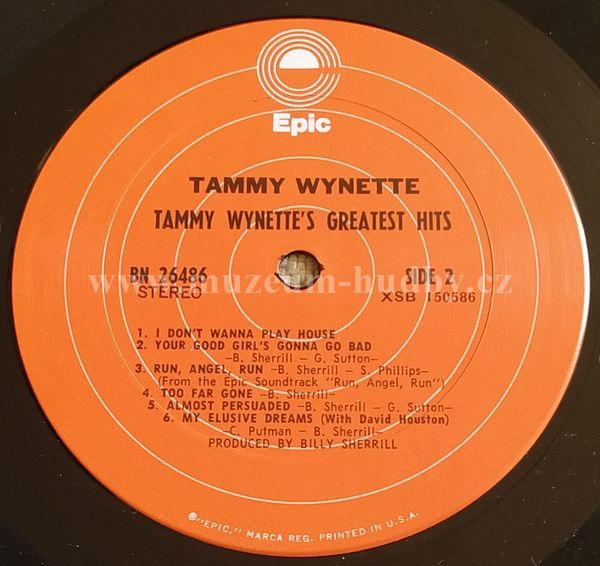 Epic
TAMMY WYNETTE
TAMMY WYNETTE'S GREATEST HITS
BN 26486
STEREO
SIDE 2
XSB 150586
www.muzeum-hudby.cz
1. I DON'T WANNA PLAY HOUSE
2. YOUR GOOD GIRL'S GONNA GO BAD
-B. Sherrill - G. Sutton-
3. RUN, ANGEL, RUN -B. Sherrill - S. Phillips-
(From the Epic Soundtrack "Run, Angel, Run")
4. TOO FAR GONE -B. Sherrill-
5. ALMOST PERSUADED -B. Sherrill - G. Sutton-
6. MY ELUSIVE DREAMS (With David Houston)
-C. Putman - B. Sherrill-
PRODUCED BY BILLY SHERRILL
®"EPIC," MARCA REG. PRINTED IN U.S.A.